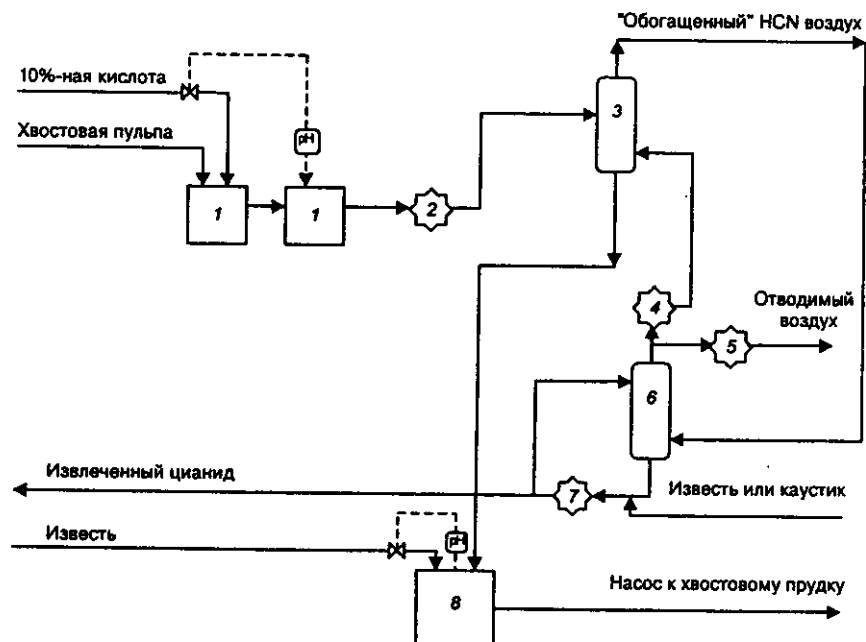 "Обогащенный" HCN воздух
10%-ная кислота
3
Хвостовая пульпа
pH
1
1
2
4
Отводимый
воздух
5
6
Извлеченный цианид
7
Известь или каустик
Известь
pH
Насос к хвостовому прудку
8